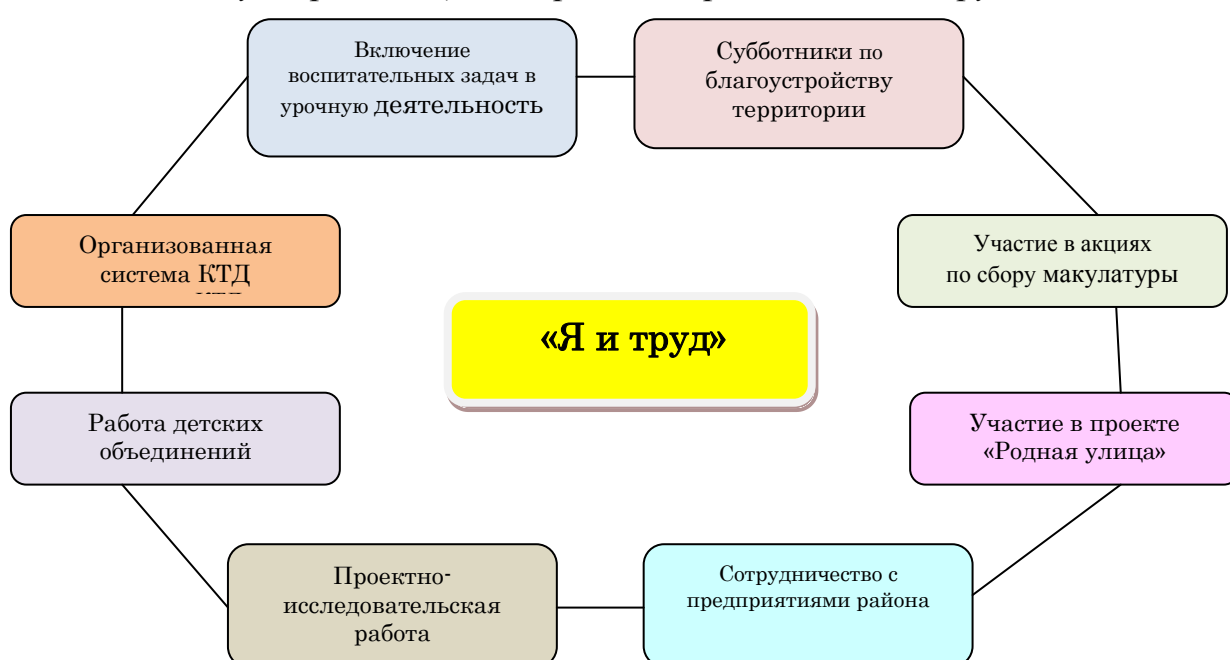 Включение
воспитательных задач в
урочную деятельность
Субботники по
благоустройству
территории
Организованная
система КТД
Участие в акциях
по сбору макулатуры
«Я и труд»
Работа детских
объединений
Участие в проекте
«Родная улица»
Проектно-
исследовательская
работа
Сотрудничество с
предприятиями района